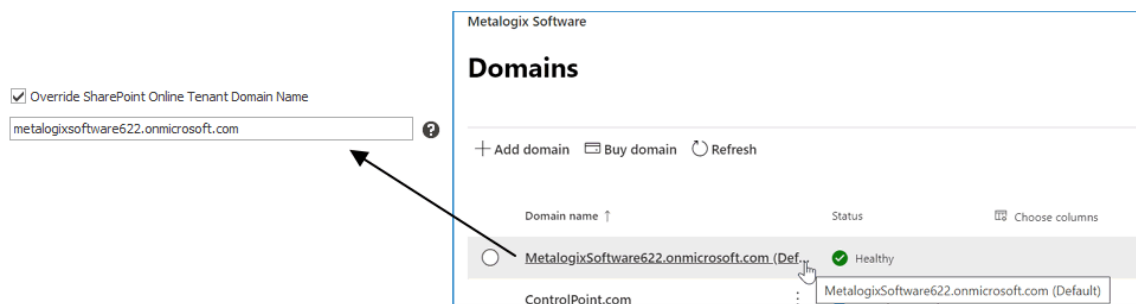 Metalogix Software
Domains
Override SharePoint Online Tenant Domain Name
metalogixsoftware622.onmicrosoft.com ?
Add domain Buy domain Refresh
Domain name ↑ Status Choose columns
MetalogixSoftware622.onmicrosoft.com (Def... Healthy
MetalogixSoftware622.onmicrosoft.com (Default)
ControlPoint.com